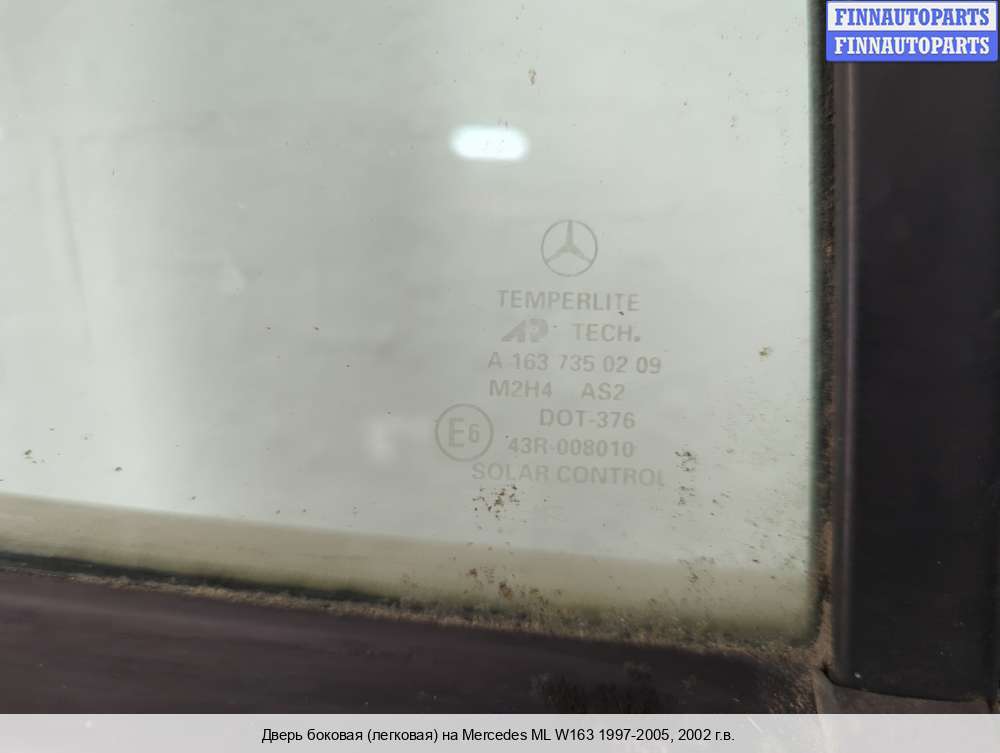 FINNAUTOPARTS
FINNAUTOPARTS
TEMPERLITE
AP TECH.
A 163 735 02 09
M2H4 AS2
DOT-376
E6
43R-008010
SOLAR CONTROL
Дверь боковая (легковая) на Mercedes ML W163 1997-2005, 2002 г.в.